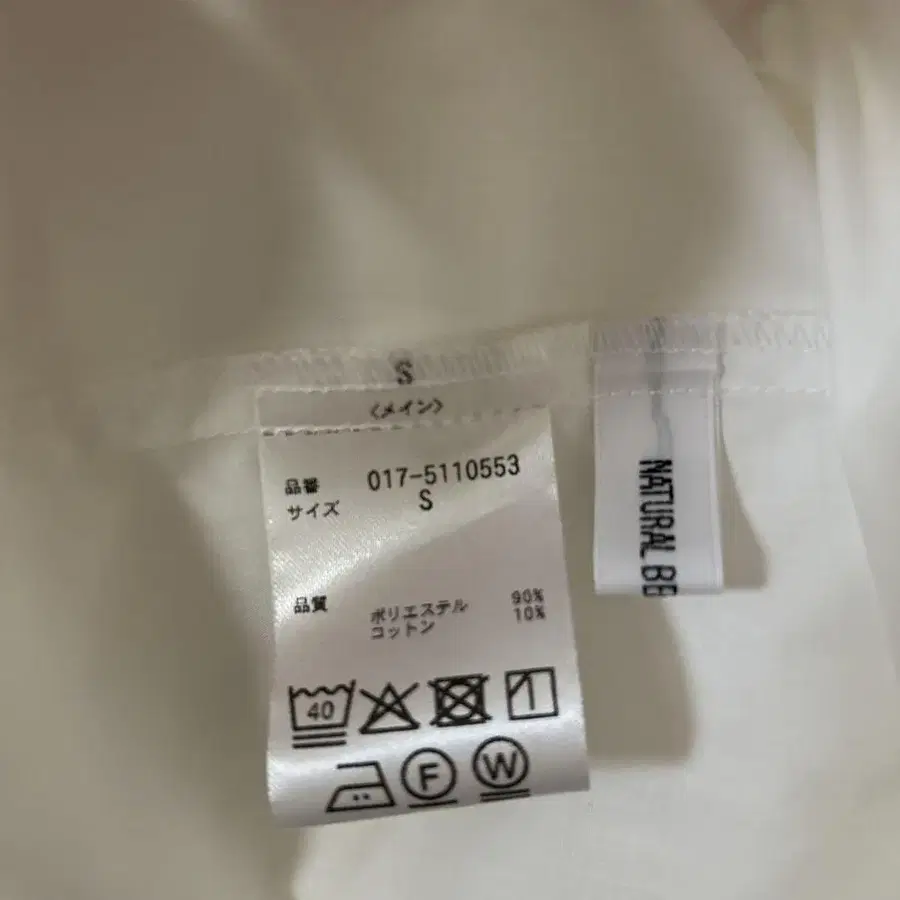 S
〈メイン〉
品番 017-5110553
サイズ S
品質 ポリエステル 90%
コットン 10%
40
F
W
NATURAL BE